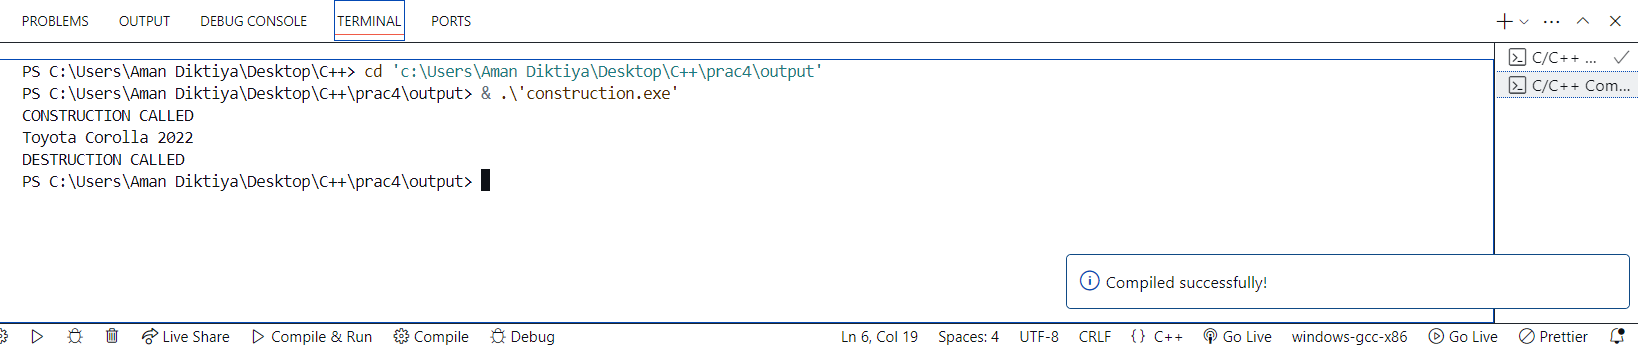 PROBLEMS OUTPUT DEBUG CONSOLE TERMINAL PORTS
PS C:\Users\Aman Diktiya\Desktop\C++> cd 'c:\Users\Aman Diktiya\Desktop\C++\prac4\output'
C/C++ ...
PS C:\Users\Aman Diktiya\Desktop\C++\prac4\output> & .\'construction.exe'
C/C++ Com...
CONSTRUCTION CALLED
Toyota Corolla 2022
DESTRUCTION CALLED
PS C:\Users\Aman Diktiya\Desktop\C++\prac4\output>
Compiled successfully!
Live Share Compile & Run Compile Debug Ln 6, Col 19 Spaces: 4 UTF-8 CRLF {} C++ Go Live windows-gcc-x86 Go Live Prettier